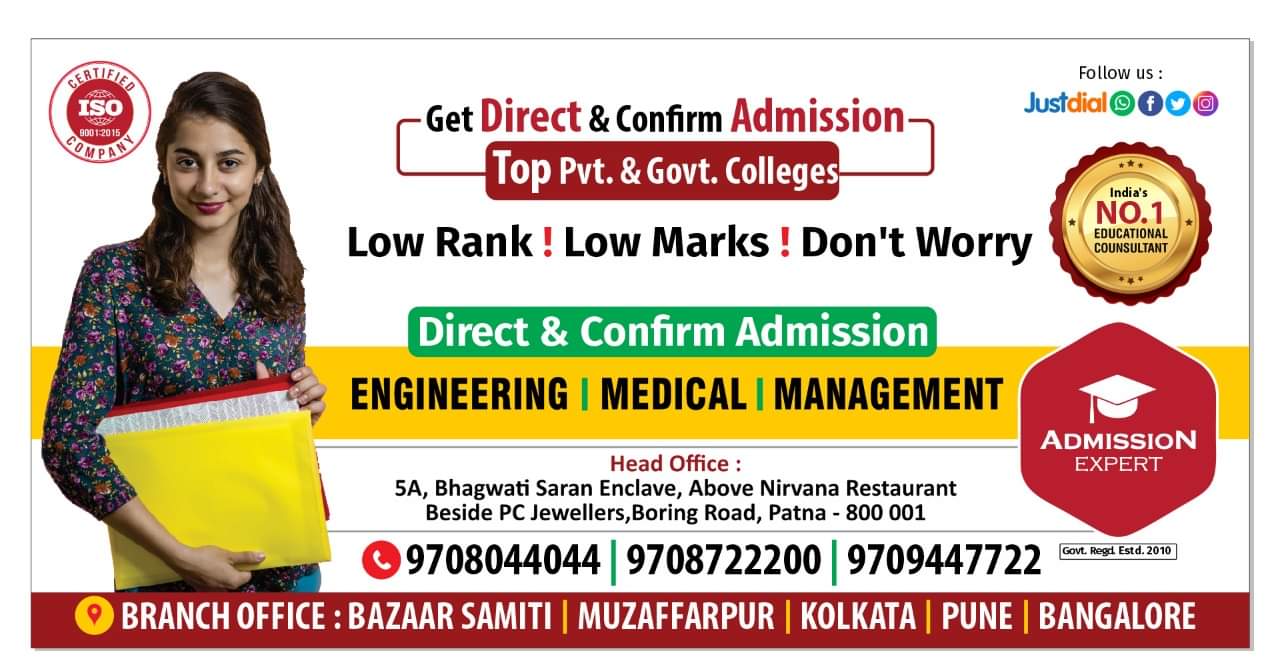 CERTIFIED
ISO
9001:2015
COMPANY
Get Direct & Confirm Admission
Top Pvt. & Govt. Colleges
Low Rank ! Low Marks ! Don't Worry
Follow us :
Justdial
India's
NO.1
EDUCATIONAL
COUNSULTANT
Direct & Confirm Admission
ENGINEERING | MEDICAL | MANAGEMENT
ADMISSION
EXPERT
Head Office :
5A, Bhagwati Saran Enclave, Above Nirvana Restaurant
Beside PC Jewellers,Boring Road, Patna - 800 001
Govt. Regd. Estd. 2010
9708044044 | 9708722200 | 9709447722
BRANCH OFFICE : BAZAAR SAMITI | MUZAFFARPUR | KOLKATA | PUNE | BANGALORE